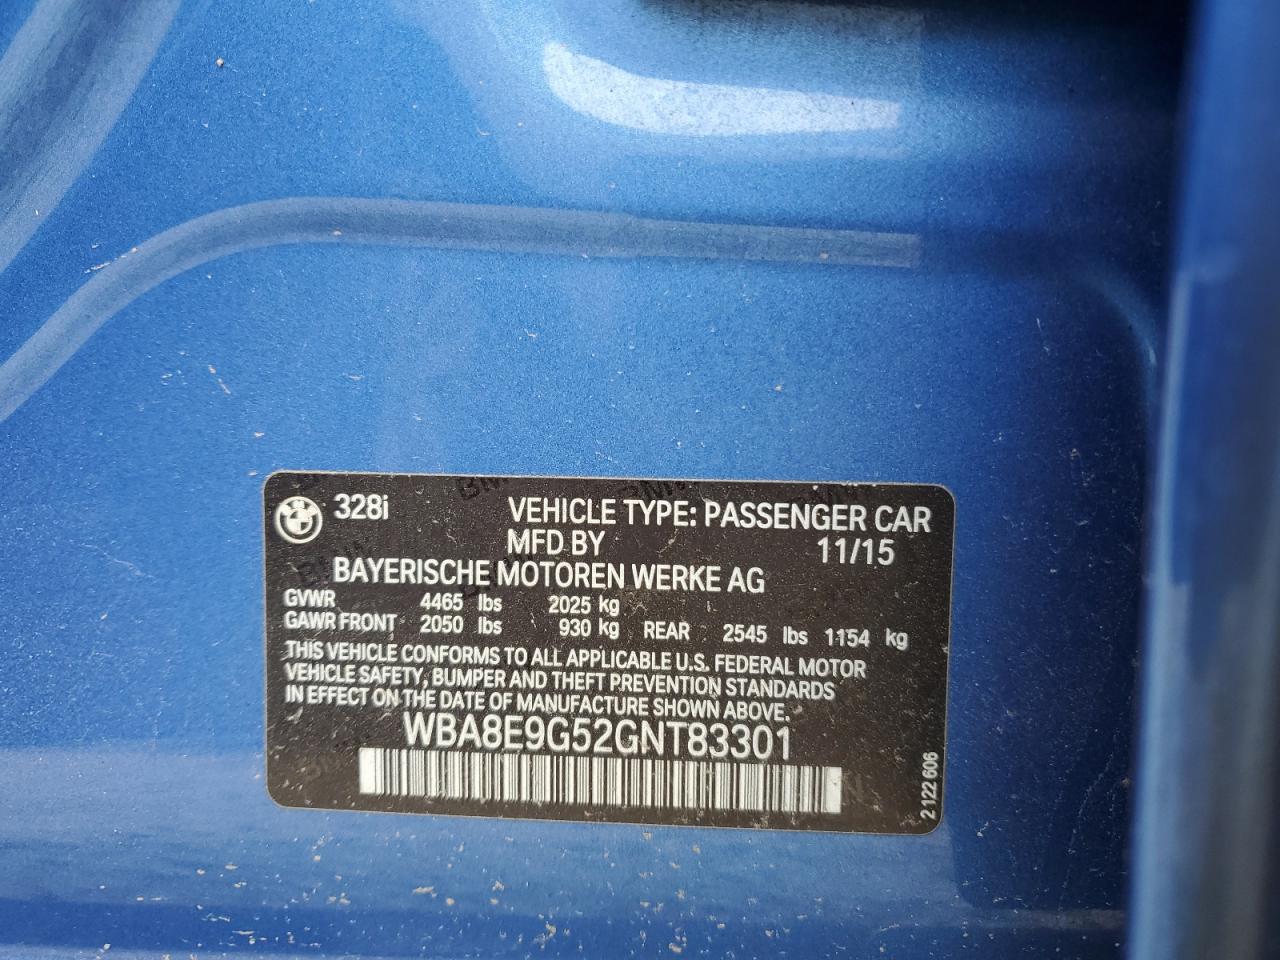 328i VEHICLE TYPE: PASSENGER CAR
MFD BY 11/15
BAYERISCHE MOTOREN WERKE AG
GVWR 4465 lbs 2025 kg
GAWR FRONT 2050 lbs 930 kg REAR 2545 lbs 1154 kg
THIS VEHICLE CONFORMS TO ALL APPLICABLE U.S. FEDERAL MOTOR
VEHICLE SAFETY, BUMPER AND THEFT PREVENTION STANDARDS
IN EFFECT ON THE DATE OF MANUFACTURE SHOWN ABOVE.
WBA8E9G52GNT83301
2 122 606